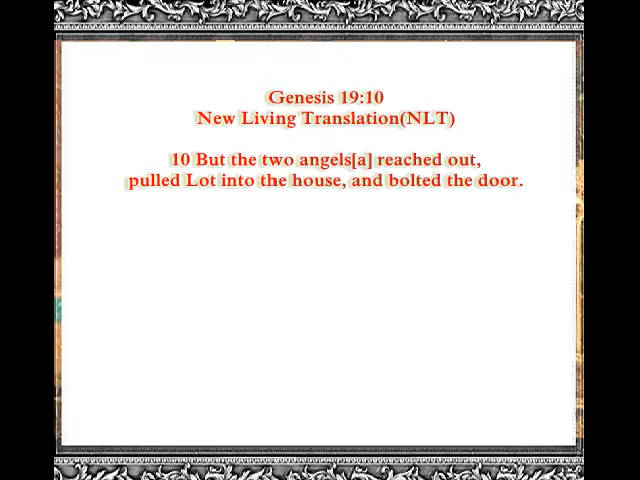 Genesis 19:10
New Living Translation(NLT)
10 But the two angels[a] reached out,
pulled Lot into the house, and bolted the door.